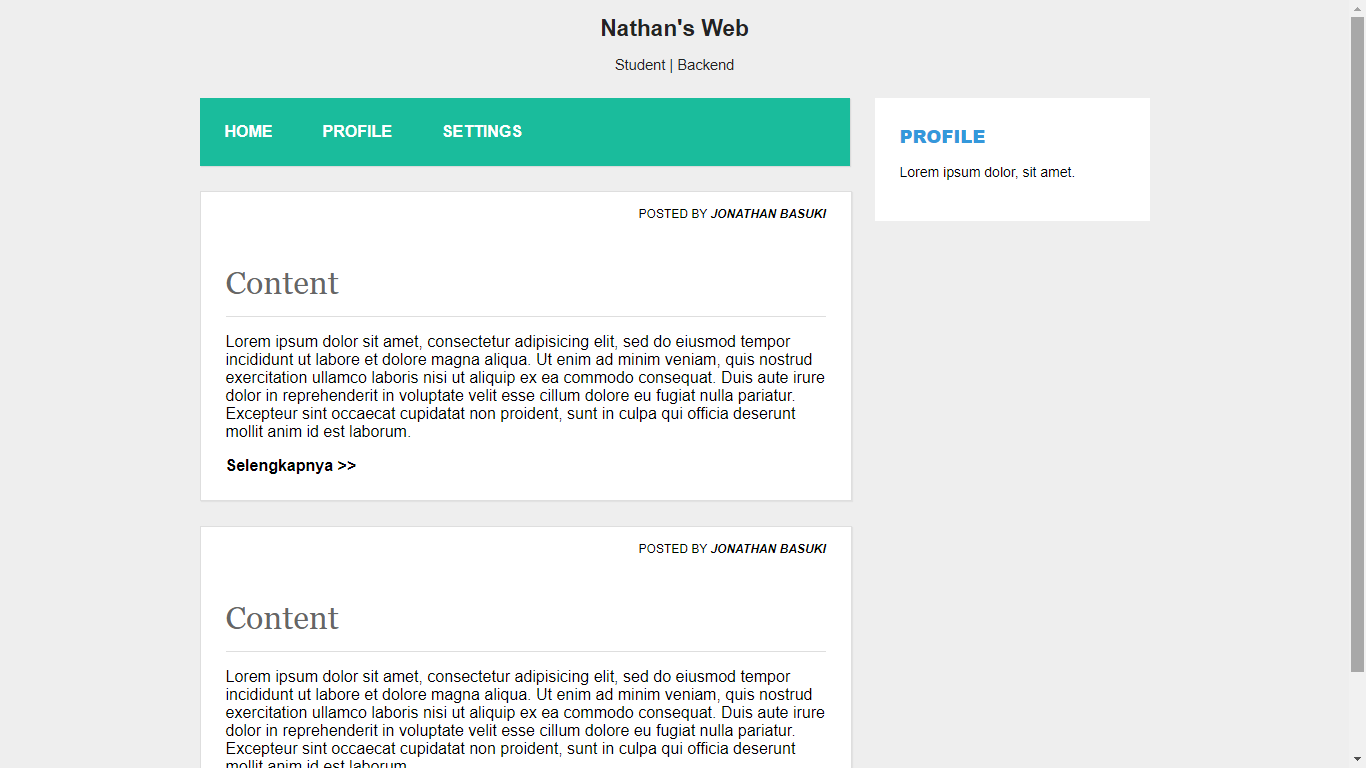 Nathan's Web
Student | Backend
HOME PROFILE SETTINGS
PROFILE
Lorem ipsum dolor, sit amet.
POSTED BY JONATHAN BASUKI
Content
Lorem ipsum dolor sit amet, consectetur adipisicing elit, sed do eiusmod tempor
incididunt ut labore et dolore magna aliqua. Ut enim ad minim veniam, quis nostrud
exercitation ullamco laboris nisi ut aliquip ex ea commodo consequat. Duis aute irure
dolor in reprehenderit in voluptate velit esse cillum dolore eu fugiat nulla pariatur.
Excepteur sint occaecat cupidatat non proident, sunt in culpa qui officia deserunt
mollit anim id est laborum.
Selengkapnya >>
POSTED BY JONATHAN BASUKI
Content
Lorem ipsum dolor sit amet, consectetur adipisicing elit, sed do eiusmod tempor
incididunt ut labore et dolore magna aliqua. Ut enim ad minim veniam, quis nostrud
exercitation ullamco laboris nisi ut aliquip ex ea commodo consequat. Duis aute irure
dolor in reprehenderit in voluptate velit esse cillum dolore eu fugiat nulla pariatur.
Excepteur sint occaecat cupidatat non proident, sunt in culpa qui officia deserunt
mollit anim id est laborum.